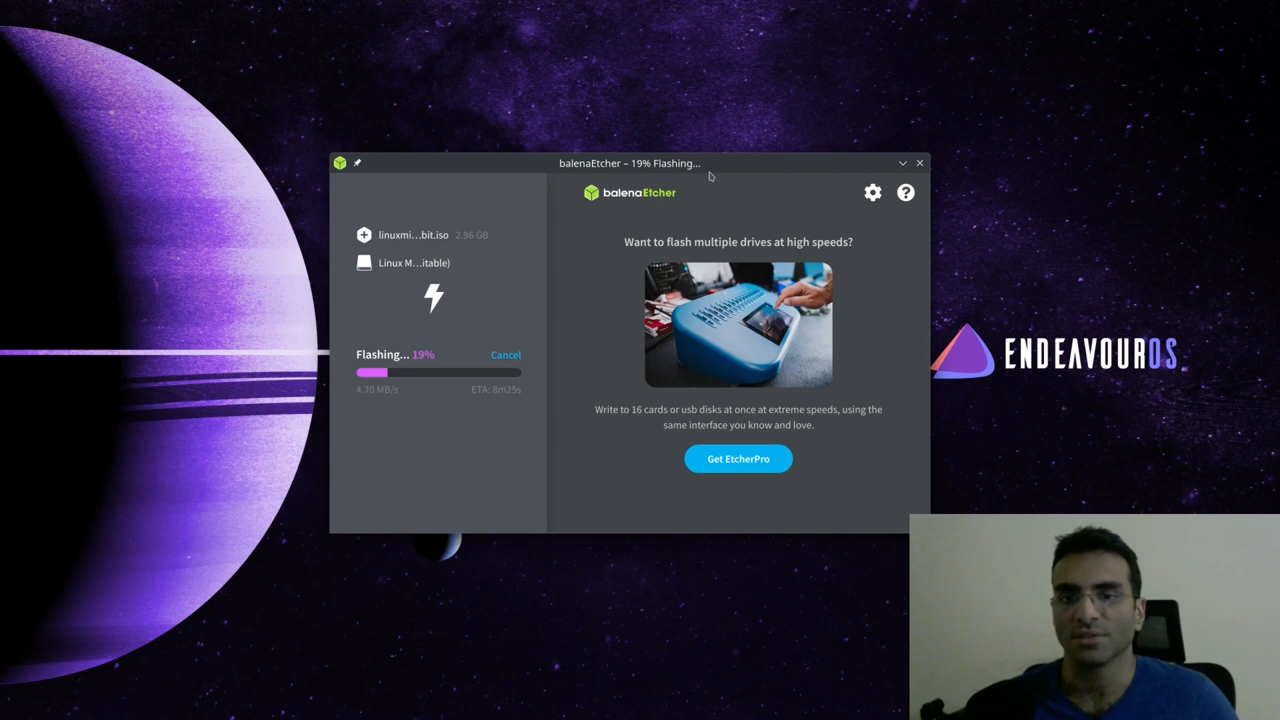 balenaEtcher – 19% Flashing...
balenaEtcher
linuxmi...bit.iso 2.96 GB
Linux M...itable)
Flashing... 19% Cancel
4.70 MB/s ETA: 8m25s
Want to flash multiple drives at high speeds?
Write to 16 cards or usb disks at once at extreme speeds, using the
same interface you know and love.
Get EtcherPro
ENDEAVOUROS